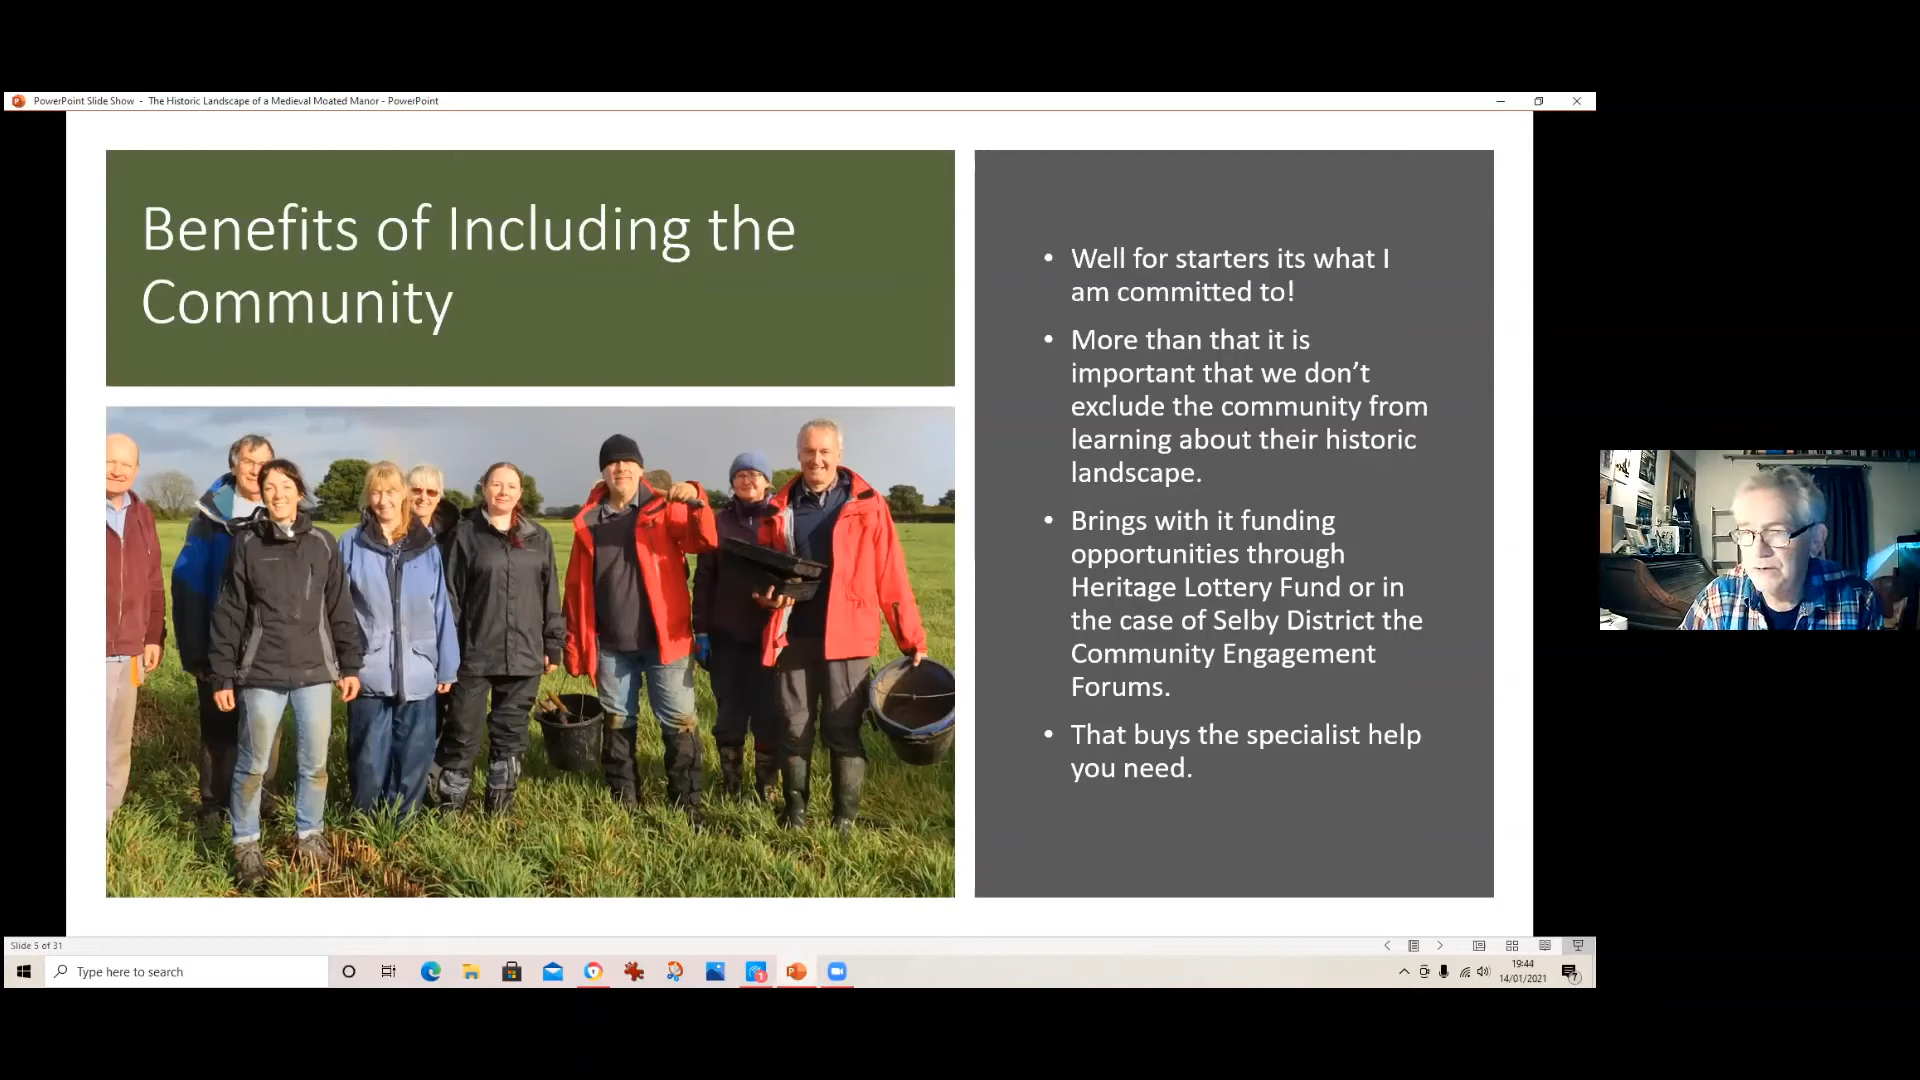 PowerPoint Slide Show - The Historic Landscape of a Medieval Moated Manor - PowerPoint
Benefits of Including the
Community
• Well for starters its what I
am committed to!
• More than that it is
important that we don’t
exclude the community from
learning about their historic
landscape.
• Brings with it funding
opportunities through
Heritage Lottery Fund or in
the case of Selby District the
Community Engagement
Forums.
• That buys the specialist help
you need.
Slide 5 of 31
Type here to search
1
19:44
14/01/2021
7